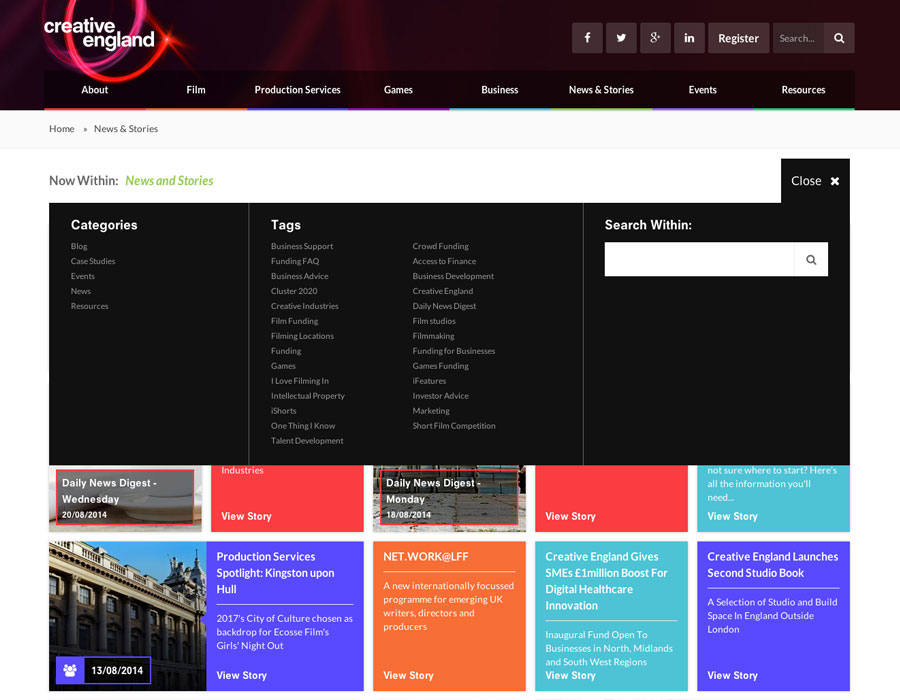 creative
england
Register
Search...
About
Film
Production Services
Games
Business
News & Stories
Events
Resources
Home » News & Stories
Now Within: News and Stories
Close ✖
Categories
Blog
Case Studies
Events
News
Resources
Tags
Business Support
Funding FAQ
Business Advice
Cluster 2020
Creative Industries
Film Funding
Filming Locations
Funding
Games
I Love Filming In
Intellectual Property
iShorts
One Thing I Know
Talent Development
Crowd Funding
Access to Finance
Business Development
Creative England
Daily News Digest
Film studios
Filmmaking
Funding for Businesses
Games Funding
iFeatures
Investor Advice
Marketing
Short Film Competition
Search Within:
Daily News Digest -
Wednesday
20/08/2014
Industries
View Story
Daily News Digest -
Monday
18/08/2014
View Story
not sure where to start? Here's
all the information you'll
need...
View Story
13/08/2014
Production Services
Spotlight: Kingston upon
Hull
2017's City of Culture chosen as
backdrop for Ecosse Film's
Girls' Night Out
View Story
NET.WORK@LFF
A new internationally focussed
programme for emerging UK
writers, directors and
producers
View Story
Creative England Gives
SMEs £1million Boost For
Digital Healthcare
Innovation
Inaugural Fund Open To
Businesses in North, Midlands
and South West Regions
View Story
Creative England Launches
Second Studio Book
A Selection of Studio and Build
Space In England Outside
London
View Story